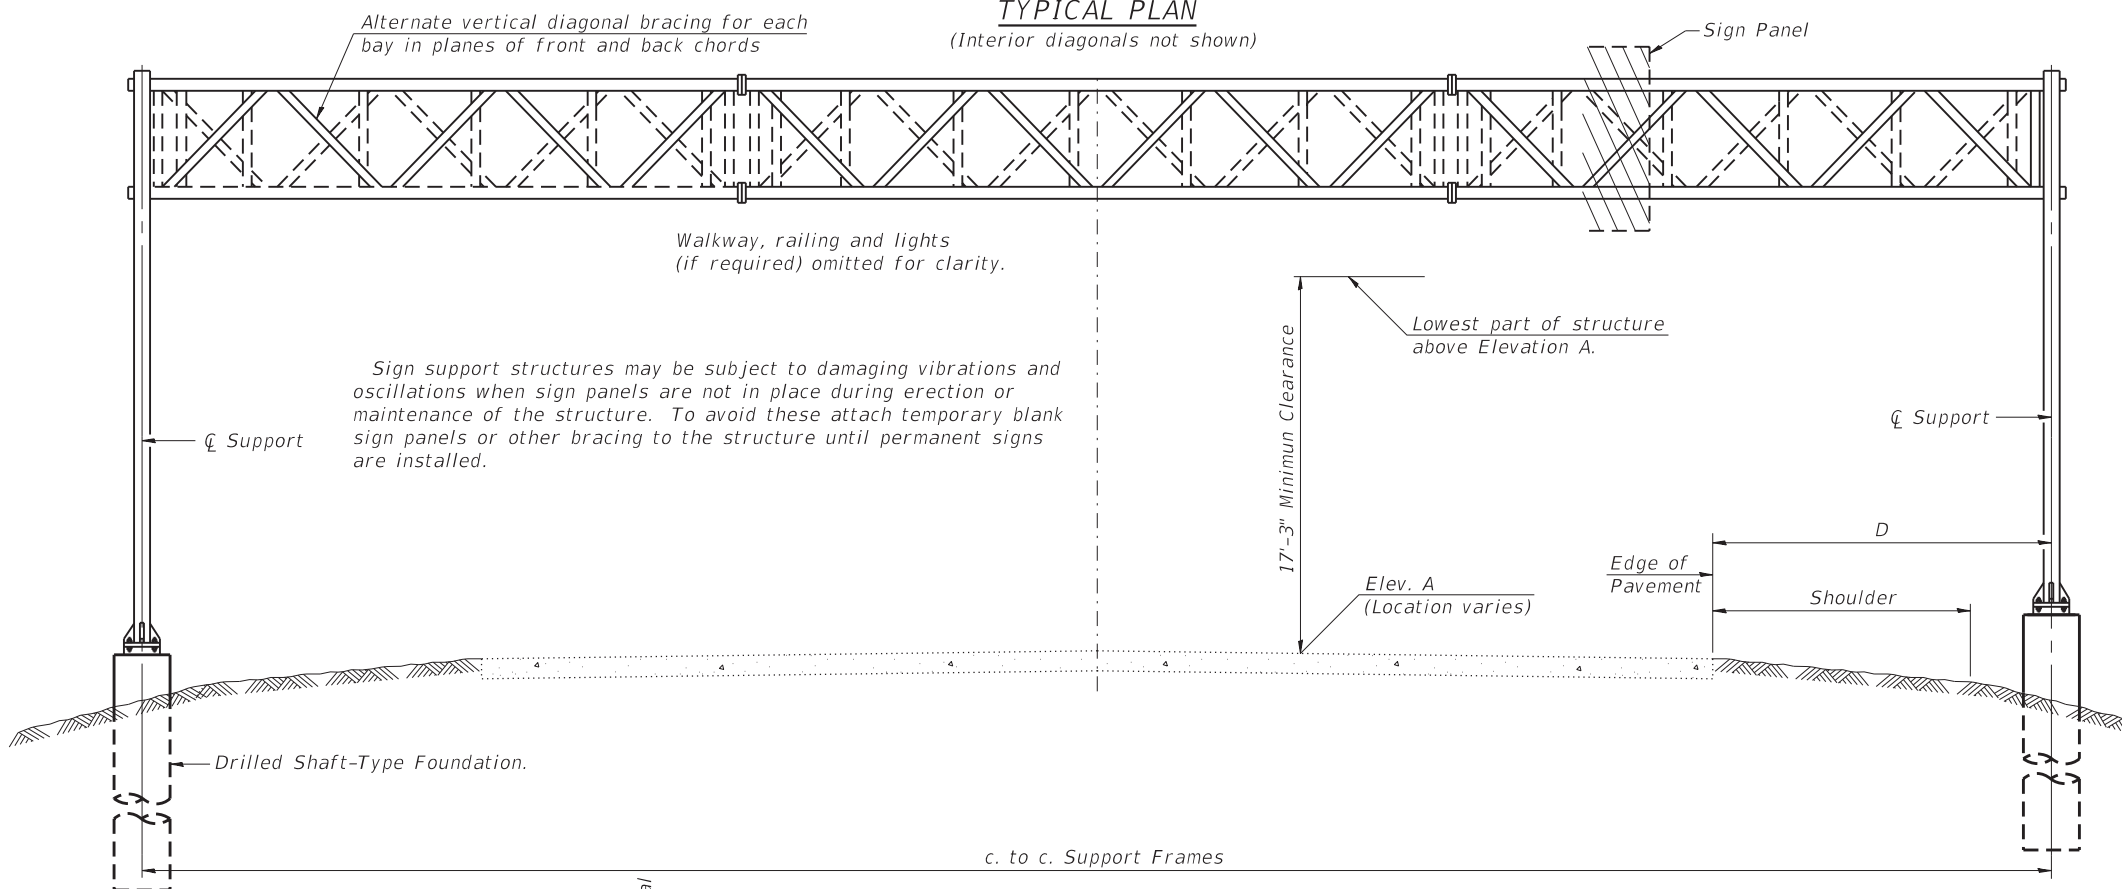 TYPICAL PLAN
(Interior diagonals not shown)
Alternate vertical diagonal bracing for each
bay in planes of front and back chords
Sign Panel
Walkway, railing and lights
(if required) omitted for clarity.
Lowest part of structure
above Elevation A.
17'-3" Minimun Clearance
Sign support structures may be subject to damaging vibrations and
oscillations when sign panels are not in place during erection or
maintenance of the structure. To avoid these attach temporary blank
sign panels or other bracing to the structure until permanent signs
are installed.
℄ Support
℄ Support
D
Edge of
Pavement
Shoulder
Elev. A
(Location varies)
Drilled Shaft-Type Foundation.
c. to c. Support Frames